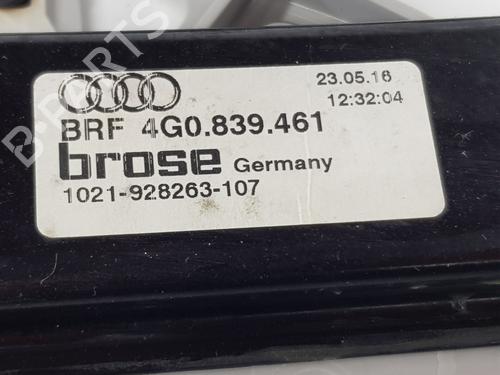 23.05.16
12:32:04
BRF 4G0.839.461
brose Germany
1021-928263-107
B-PARTS